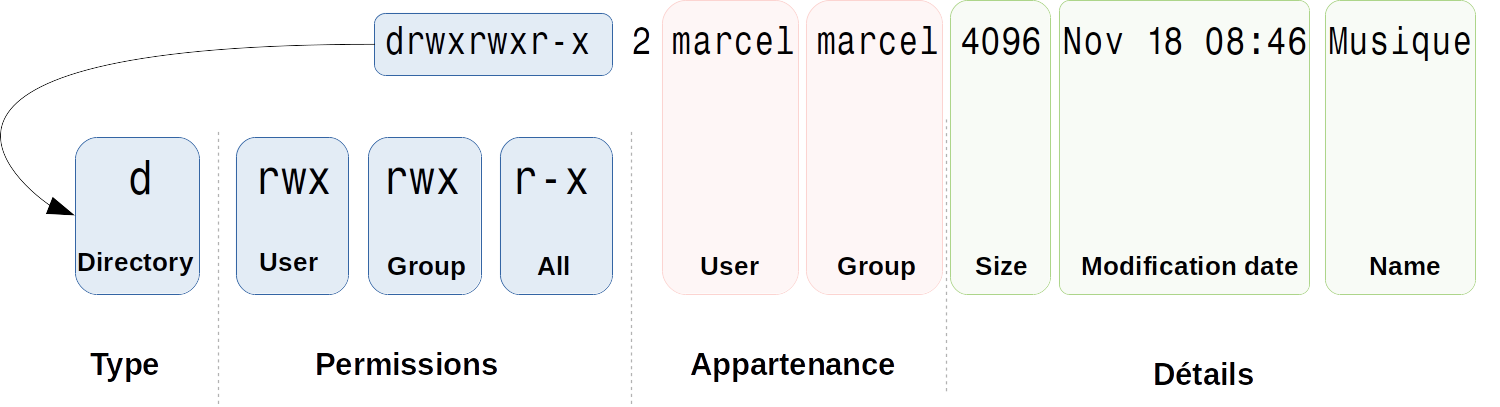 drwxrwxr-x 2 marcel marcel 4096 Nov 18 08:46 Musique
d rwx rwx r-x
Directory User Group All User Group Size Modification date Name
Type Permissions Appartenance Détails